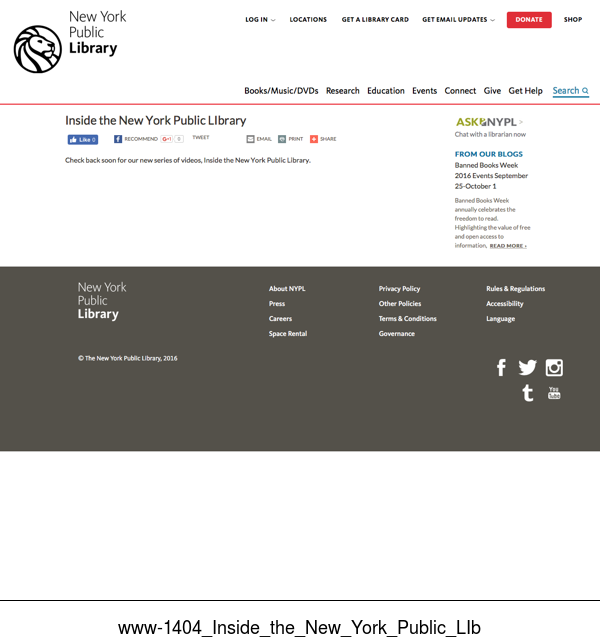 New York
Public
Library
LOG IN
LOCATIONS
GET A LIBRARY CARD
GET EMAIL UPDATES
DONATE
SHOP
Books/Music/DVDs
Research
Education
Events
Connect
Give
Get Help
Search
Inside the New York Public LIbrary
Like 0
RECOMMEND
G+1
0
TWEET
EMAIL
PRINT
SHARE
Check back soon for our new series of videos, Inside the New York Public LIbrary.
ASK NYPL >
Chat with a librarian now
FROM OUR BLOGS
Banned Books Week
2016 Events September
25-October 1
Banned Books Week
annually celebrates the
freedom to read.
Highlighting the value of free
and open access to
information. READ MORE ›
New York
Public
Library
About NYPL
Press
Careers
Space Rental
Privacy Policy
Other Policies
Terms & Conditions
Governance
Rules & Regulations
Accessibility
Language
© The New York Public Library, 2016
You
Tube
www-1404_Inside_the_New_York_Public_LIb